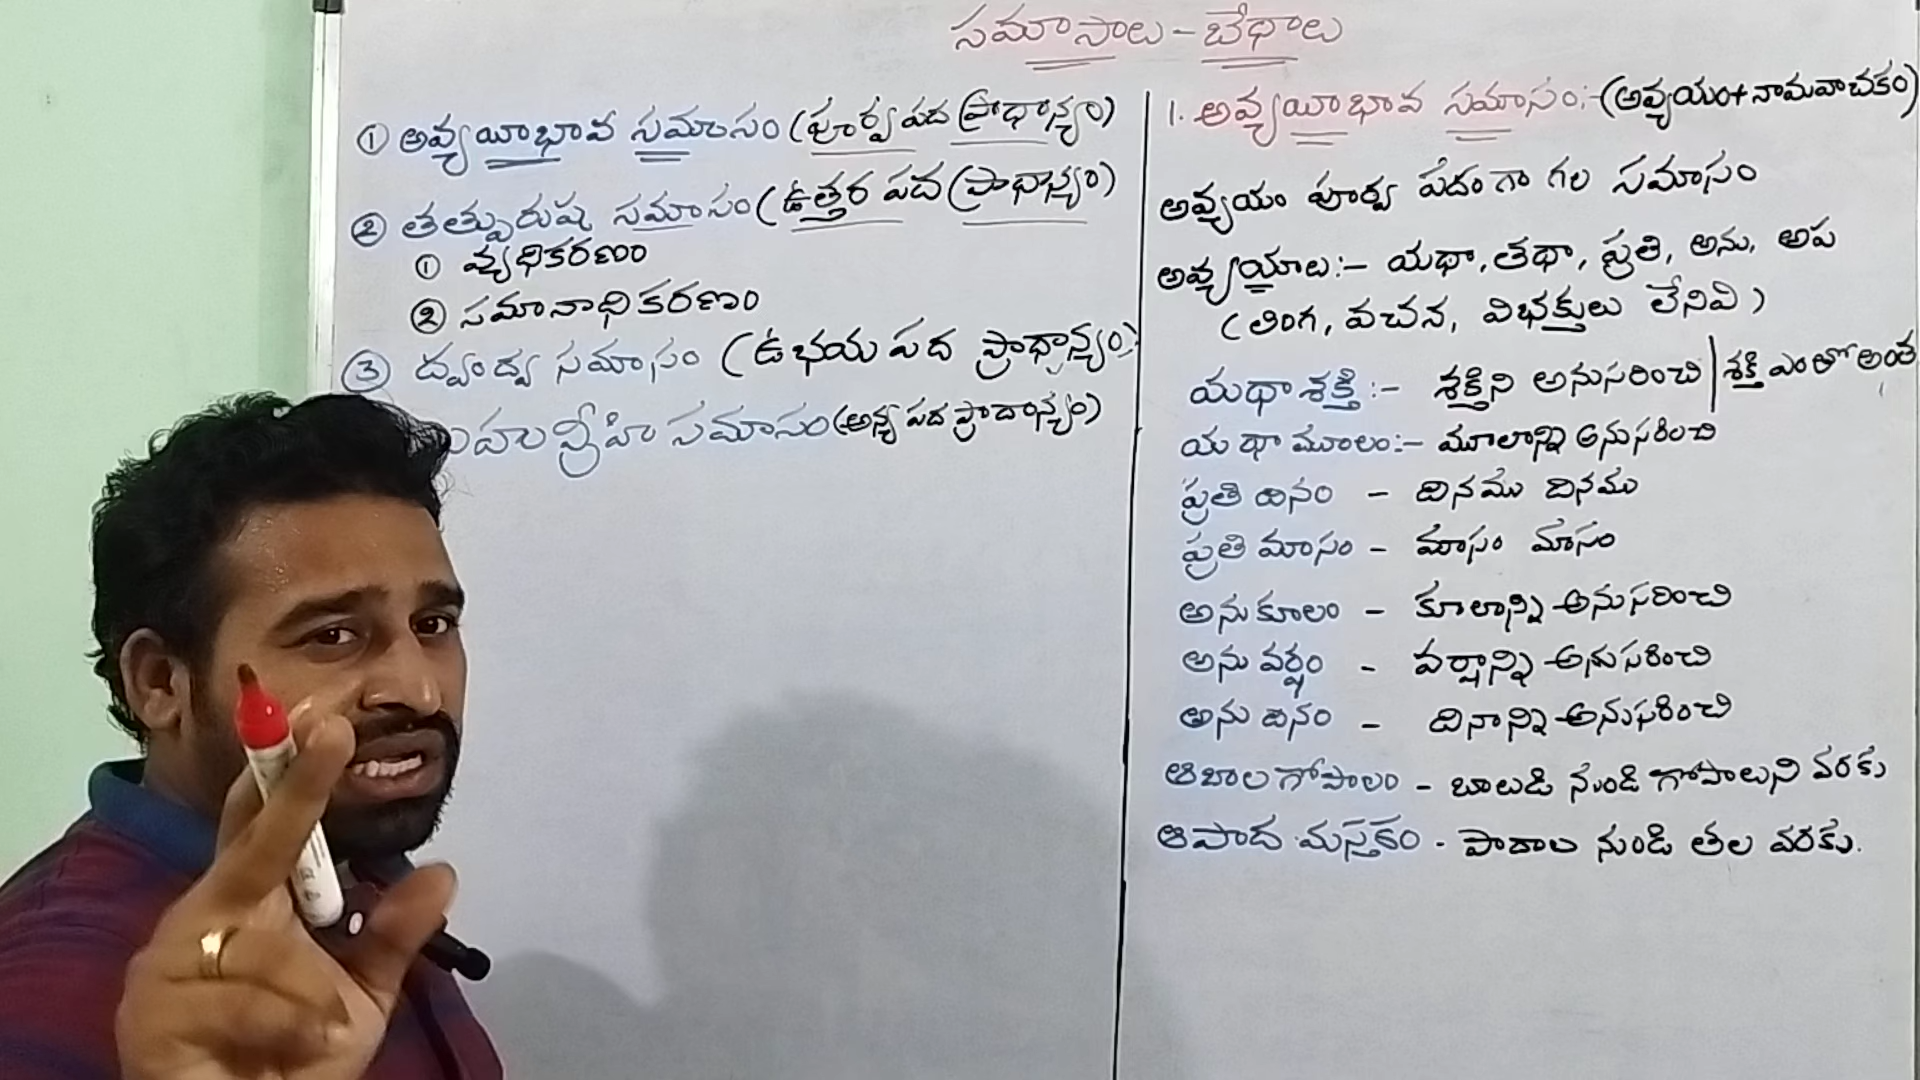 సమాసాలు - బేధాలు
① అవ్యయీభావ సమాసం (పూర్వపద ప్రాధాన్యం)
② తత్పురుష సమాసం (ఉత్తర పద ప్రాధాన్యం)
① వ్యధికరణం
② సమానాధికరణం
③ ద్వంద్వ సమాసం (ఉభయ పద ప్రాధాన్యం)
బహువ్రీహి సమాసం (అన్య పద ప్రాదాన్యం)
1. అవ్యయీభావ సమాసం:- (అవ్యయం+నామవాచకం)
అవ్యయం పూర్వ పదంగా గల సమాసం
అవ్యయాలు:- యథా, తథా, ప్రతి, అను, అప
(లింగ, వచన, విభక్తులు లేనివి)
యథాశక్తి:- శక్తిని అనుసరించి | శక్తి ఎంతో అంత
యథామూలం:- మూలాన్ని అనుసరించి
ప్రతి దినం - దినము దినము
ప్రతి మాసం - మాసం మాసం
అనుకూలం - కూలాన్ని అనుసరించి
అను వర్షం - వర్షాన్ని అనుసరించి
అను దినం - దినాన్ని అనుసరించి
ఆబాల గోపాలం - బాలుడి నుండి గోపాలుని వరకు
ఆపాద మస్తకం - పాదాల నుండి తల వరకు.